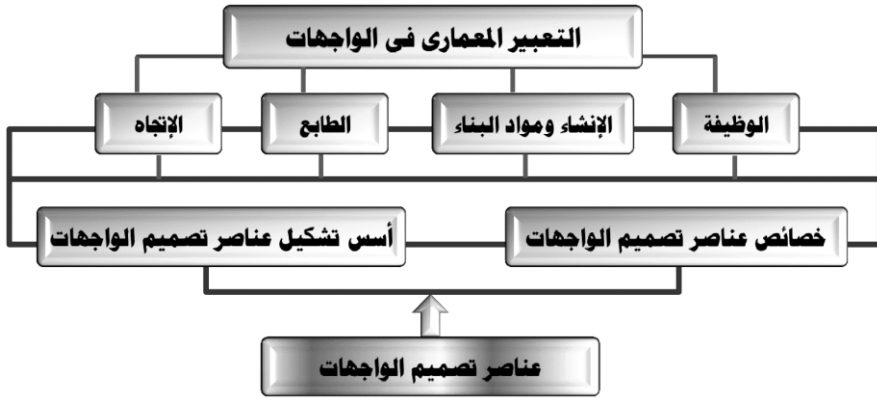 التعبير المعمارى فى الواجهات
الوظيفة
الإنشاء ومواد البناء
الطابع
الإتجاه
خصائص عناصر تصميم الواجهات
أسس تشكيل عناصر تصميم الواجهات
عناصر تصميم الواجهات